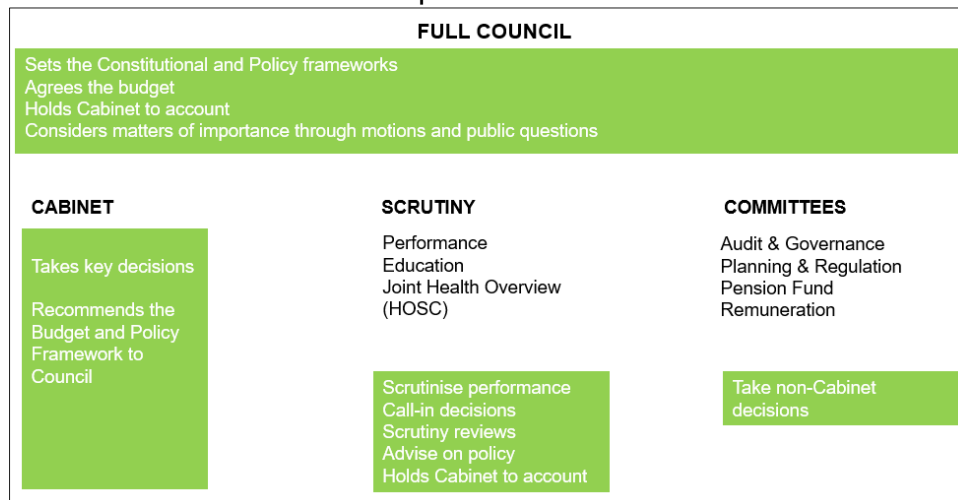 FULL COUNCIL
Sets the Constitutional and Policy frameworks
Agrees the budget
Holds Cabinet to account
Considers matters of importance through motions and public questions
CABINET
Takes key decisions
Recommends the
Budget and Policy
Framework to
Council
SCRUTINY
Performance
Education
Joint Health Overview
(HOSC)
Scrutinise performance
Call-in decisions
Scrutiny reviews
Advise on policy
Holds Cabinet to account
COMMITTEES
Audit & Governance
Planning & Regulation
Pension Fund
Remuneration
Take non-Cabinet
decisions